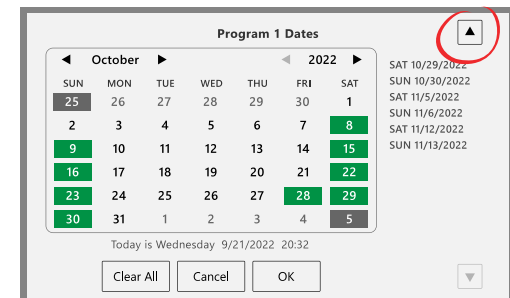 Program 1 Dates
▲
◀ October ▶ ◀ 2022 ▶
SUN MON TUE WED THU FRI SAT
25 26 27 28 29 30 1
2 3 4 5 6 7 8
9 10 11 12 13 14 15
16 17 18 19 20 21 22
23 24 25 26 27 28 29
30 31 1 2 3 4 5
Today is Wednesday 9/21/2022 20:32
Clear All Cancel OK
SAT 10/29/2022
SUN 10/30/2022
SAT 11/5/2022
SUN 11/6/2022
SAT 11/12/2022
SUN 11/13/2022
▼